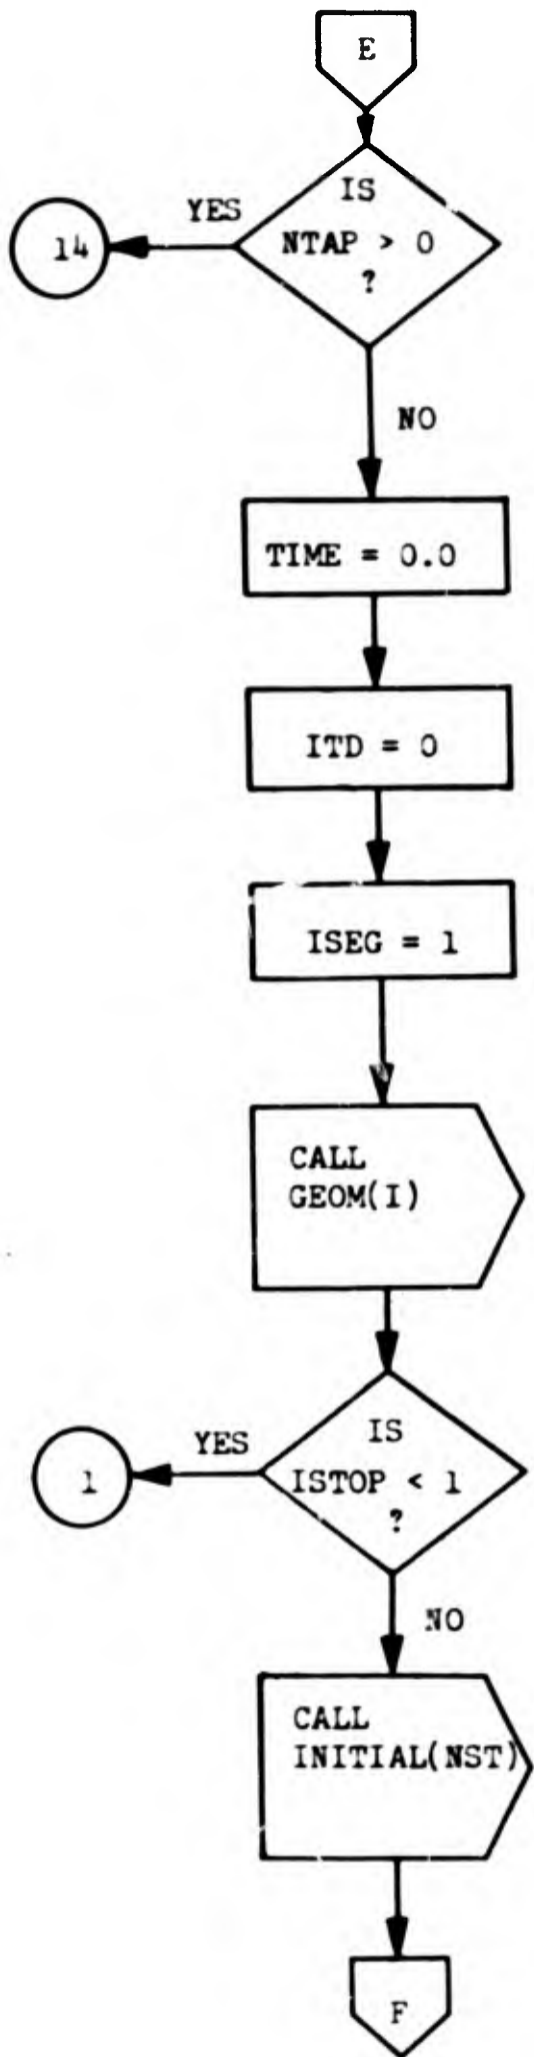 E
IS
NTAP > 0
?
YES
14
NO
TIME = 0.0
ITD = 0
ISEG = 1
CALL
GEOM(I)
IS
ISTOP < 1
?
YES
1
NO
CALL
INITIAL(NST)
F